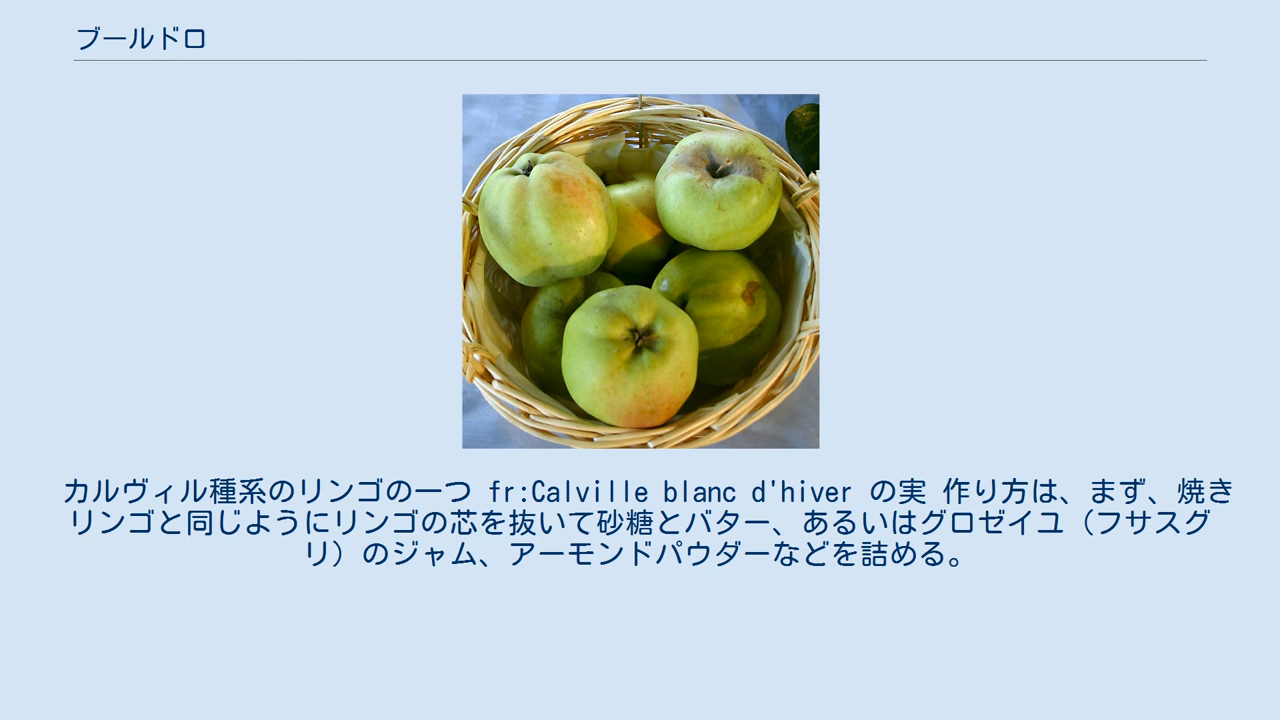 ブールドロ
カルヴィル種系のリンゴの一つ fr:Calville blanc d'hiver の実 作り方は、まず、焼き
リンゴと同じようにリンゴの芯を抜いて砂糖とバター、あるいはグロゼイユ（フサスグ
リ）のジャム、アーモンドパウダーなどを詰める。